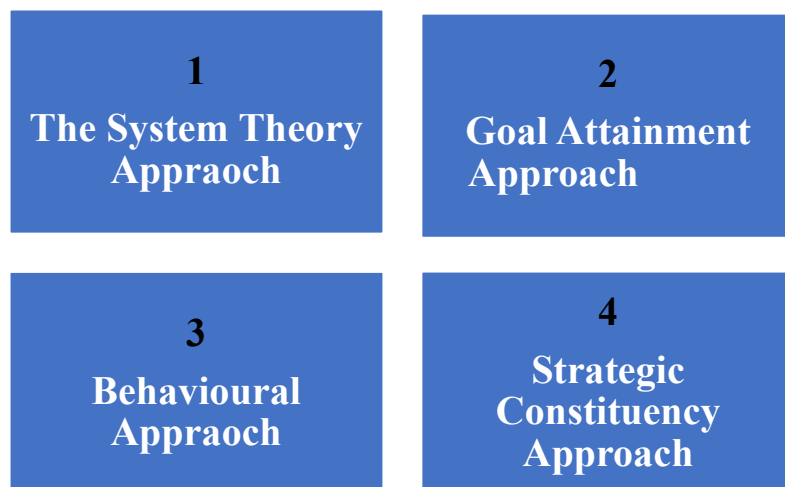 1
The System Theory
Appraoch
2
Goal Attainment
Approach
3
Behavioural
Appraoch
4
Strategic
Constituency
Approach